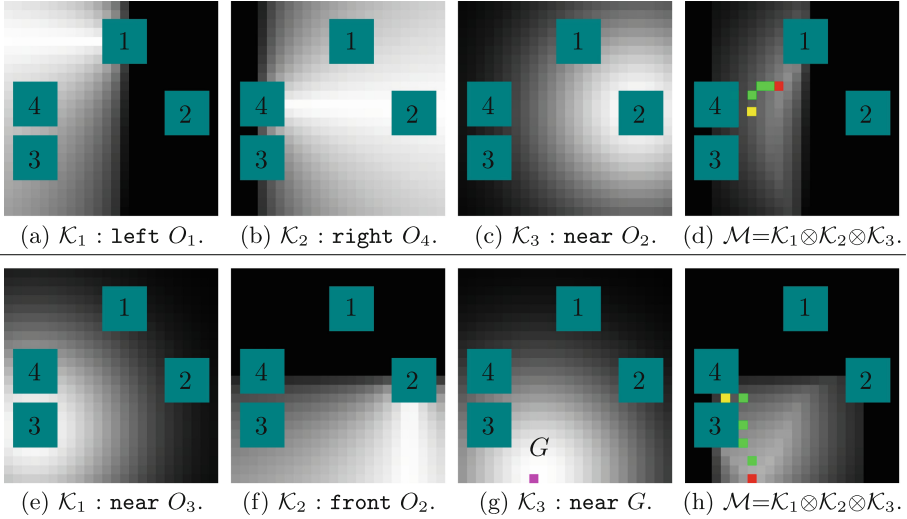 1 1 1 1
4 2 4 2 4 2 4 2
3 3 3 3
(a) 𝒦₁ : left O₁. (b) 𝒦₂ : right O₄. (c) 𝒦₃ : near O₂. (d) ℳ=𝒦₁⊗𝒦₂⊗𝒦₃.
1 1 1 1
4 2 4 2 4 2 4 2
3 3 3 3
G
(e) 𝒦₁ : near O₃. (f) 𝒦₂ : front O₂. (g) 𝒦₃ : near G. (h) ℳ=𝒦₁⊗𝒦₂⊗𝒦₃.